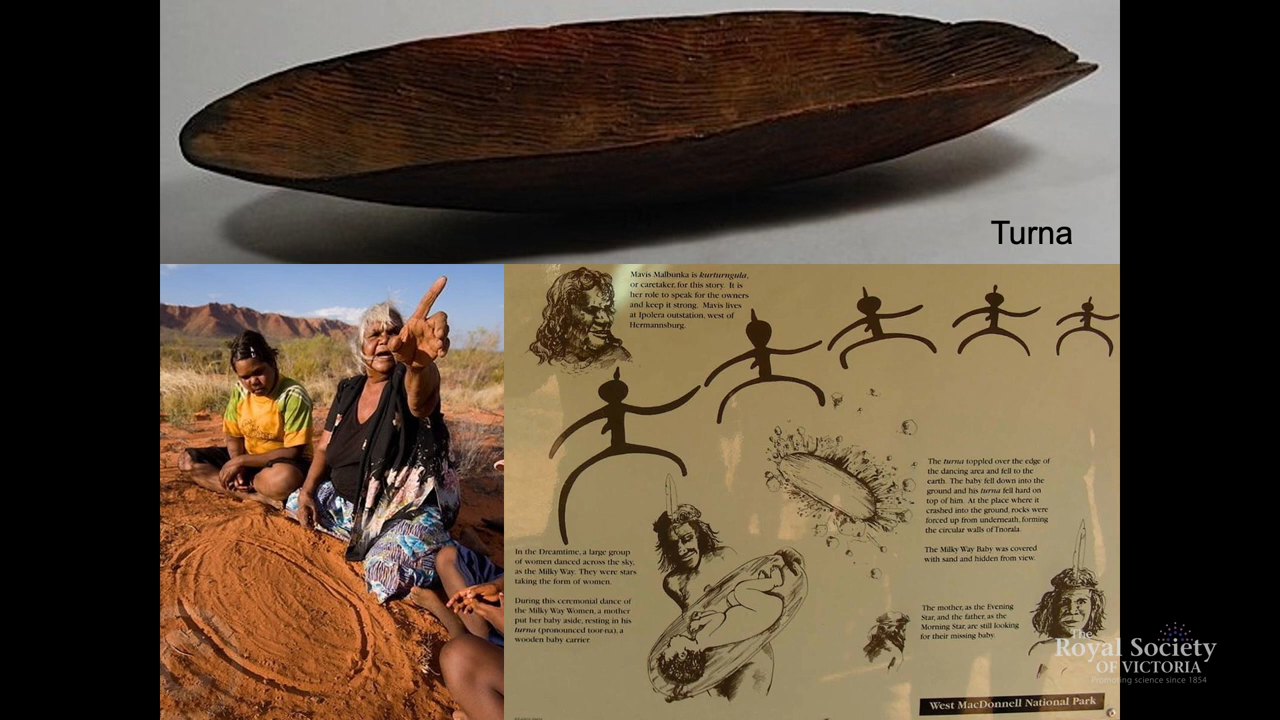 Turna
Mavis Malbunka is kurturngula,
or caretaker, for this story. It is
her role to speak for the owners
and keep it strong. Mavis lives
at Ipolera outstation, west of
Hermannsburg.
The turna toppled over the edge of
the dancing area and fell to the
earth. The baby fell down into the
ground and his turna fell hard on
top of him. At the place where it
crashed into the ground, rocks were
forced up from underneath, forming
the circular walls of Tnorala.
The Milky Way Baby was covered
with sand and hidden from view.
In the Dreamtime, a large group
of women danced across the sky,
as the Milky Way. They were stars
taking the form of women.
During this ceremonial dance of
the Milky Way Women, a mother
put her baby aside, resting in his
turna (pronounced toor-na), a
wooden baby carrier
The mother, as the Evening
Star, and the father, as the
Morning Star, are still looking
for their missing baby.
The
Royal Society
OF VICTORIA
Promoting science since 1854
West MacDonnell National Park